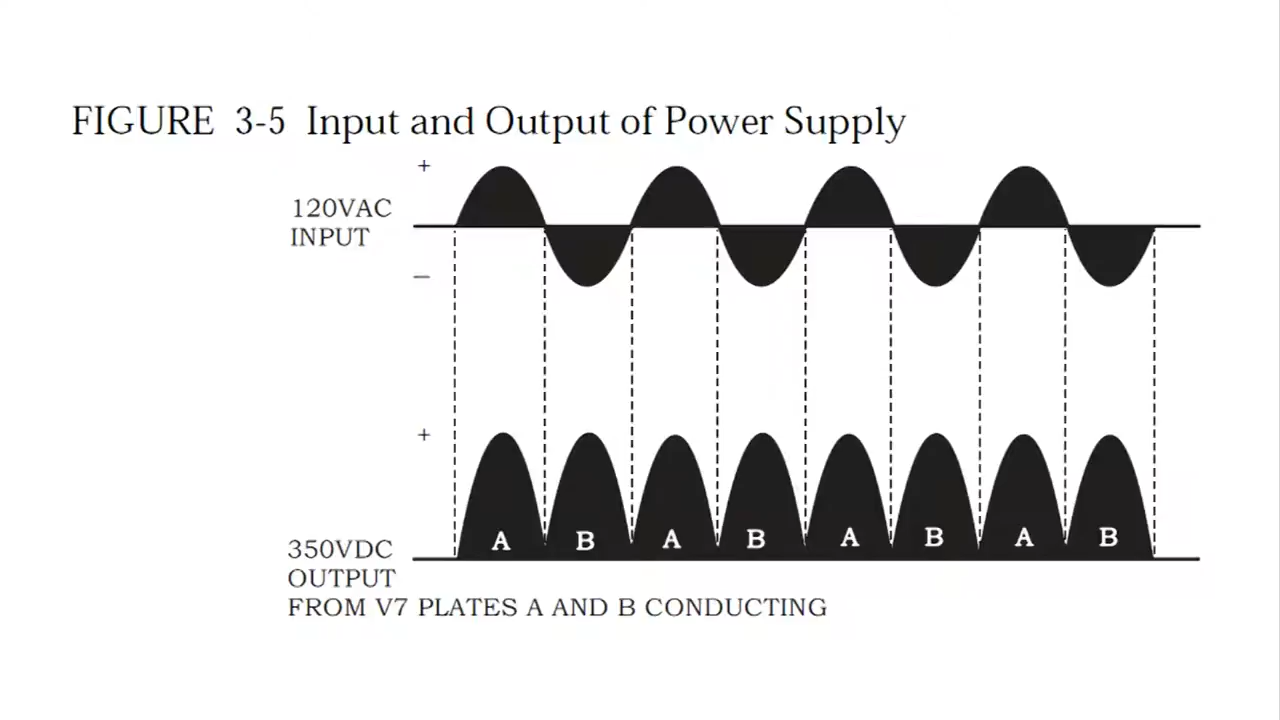 FIGURE 3-5 Input and Output of Power Supply
+
120VAC
INPUT
–
+
A B A B A B A B
350VDC
OUTPUT
FROM V7 PLATES A AND B CONDUCTING